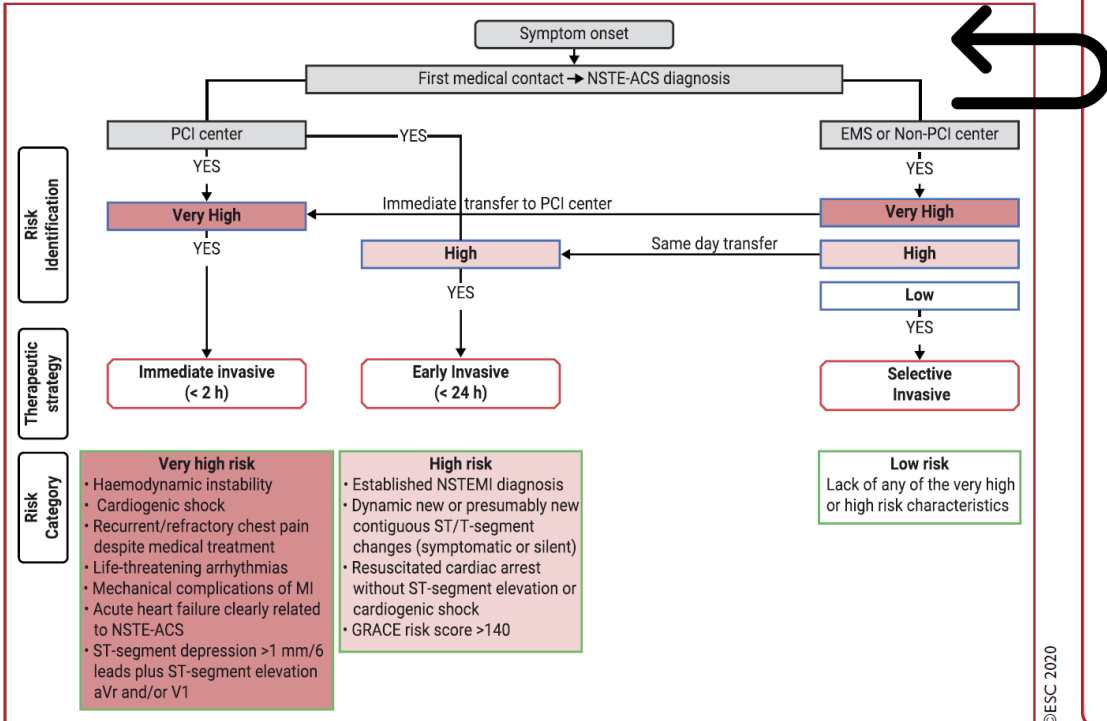 Symptom onset
First medical contact → NSTE-ACS diagnosis
PCI center
YES
EMS or Non-PCI center
YES
YES
Risk
Identification
Very High
Immediate transfer to PCI center
Very High
YES
High
Same day transfer
High
YES
Low
YES
Therapeutic
strategy
Immediate invasive
(< 2 h)
Early Invasive
(< 24 h)
Selective
Invasive
Risk
Category
Very high risk
· Haemodynamic instability
· Cardiogenic shock
· Recurrent/refractory chest pain
despite medical treatment
· Life-threatening arrhythmias
· Mechanical complications of MI
· Acute heart failure clearly related
to NSTE-ACS
· ST-segment depression >1 mm/6
leads plus ST-segment elevation
aVr and/or V1
High risk
· Established NSTEMI diagnosis
· Dynamic new or presumably new
contiguous ST/T-segment
changes (symptomatic or silent)
· Resuscitated cardiac arrest
without ST-segment elevation or
cardiogenic shock
· GRACE risk score >140
Low risk
Lack of any of the very high
or high risk characteristics
©ESC 2020